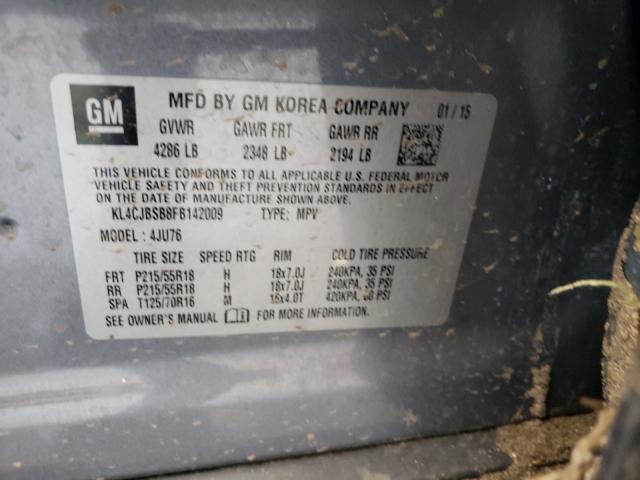 GM MFD BY GM KOREA COMPANY 01/15
GVWR GAWR FRT GAWR RR
4286 LB 2348 LB 2194 LB
THIS VEHICLE CONFORMS TO ALL APPLICABLE U.S. FEDERAL MOTOR
VEHICLE SAFETY AND THEFT PREVENTION STANDARDS IN EFFECT
ON THE DATE OF MANUFACTURE SHOWN ABOVE.
KL4CJBSB8FB142009 TYPE: MPV
MODEL: 4JU76
TIRE SIZE SPEED RTG RIM COLD TIRE PRESSURE
FRT P215/55R18 H 18x7.0J 240KPA, 35 PSI
RR P215/55R18 H 18x7.0J 240KPA, 35 PSI
SPA T125/70R16 M 16x4.0T 420KPA, 60 PSI
SEE OWNER'S MANUAL FOR MORE INFORMATION.